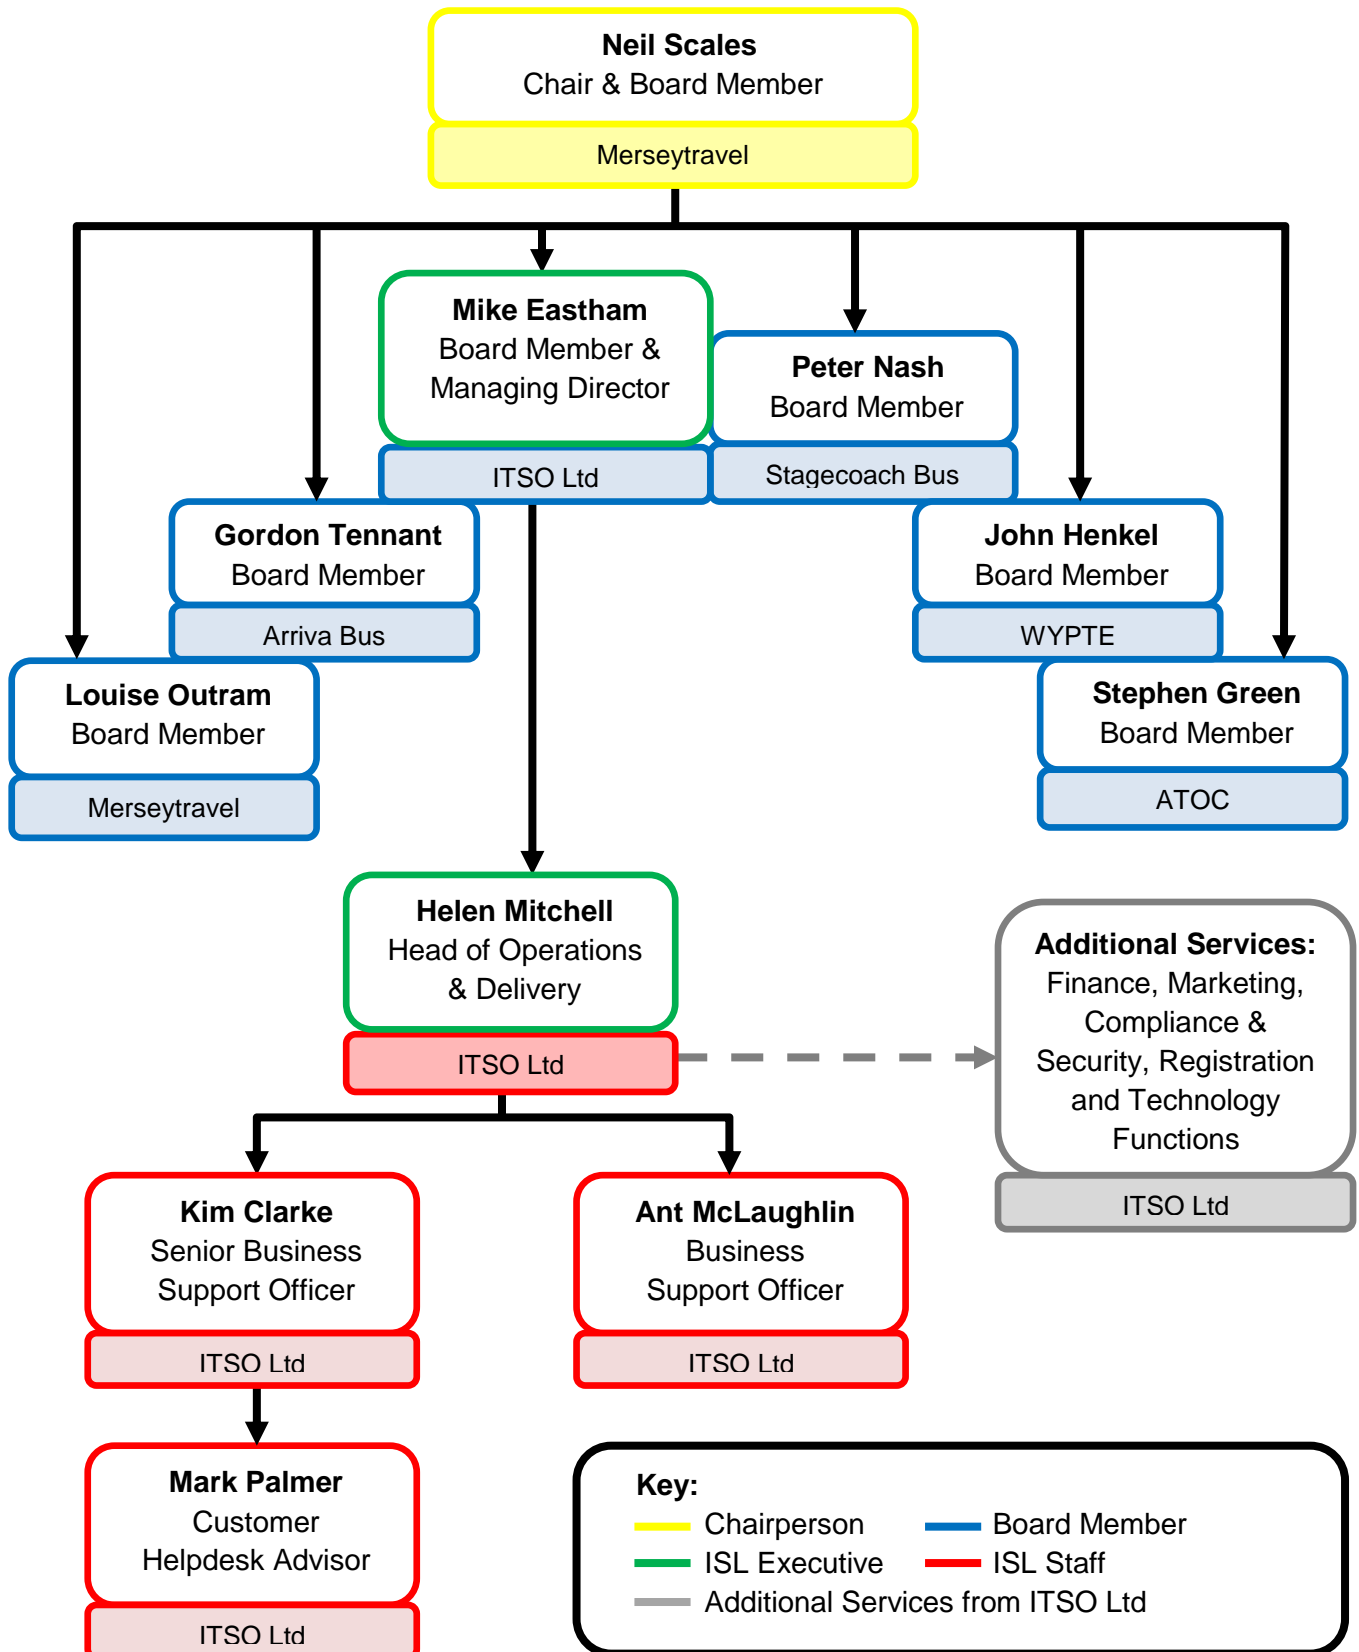 Neil Scales
Chair & Board Member
Merseytravel
Mike Eastham
Board Member &
Managing Director
ITSO Ltd
Peter Nash
Board Member
Stagecoach Bus
Gordon Tennant
Board Member
Arriva Bus
John Henkel
Board Member
WYPTE
Louise Outram
Board Member
Merseytravel
Stephen Green
Board Member
ATOC
Helen Mitchell
Head of Operations
& Delivery
ITSO Ltd
Additional Services:
Finance, Marketing,
Compliance &
Security, Registration
and Technology
Functions
ITSO Ltd
Kim Clarke
Senior Business
Support Officer
ITSO Ltd
Ant McLaughlin
Business
Support Officer
ITSO Ltd
Mark Palmer
Customer
Helpdesk Advisor
ITSO Ltd
Key:
Chairperson
Board Member
ISL Executive
ISL Staff
Additional Services from ITSO Ltd